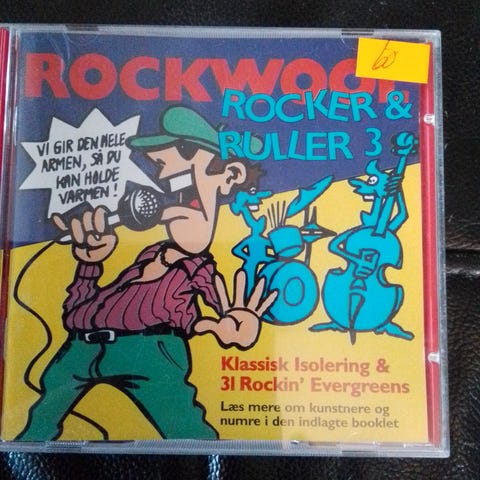 ROCKWOOL
ROCKER &
RULLER 3
VI GIR DEN HELE
ARMEN, SÅ DU
KAN HOLDE
VARMEN!
Klassisk Isolering &
31 Rockin' Evergreens
Læs mere om kunstnere og
numre i den indlagte booklet